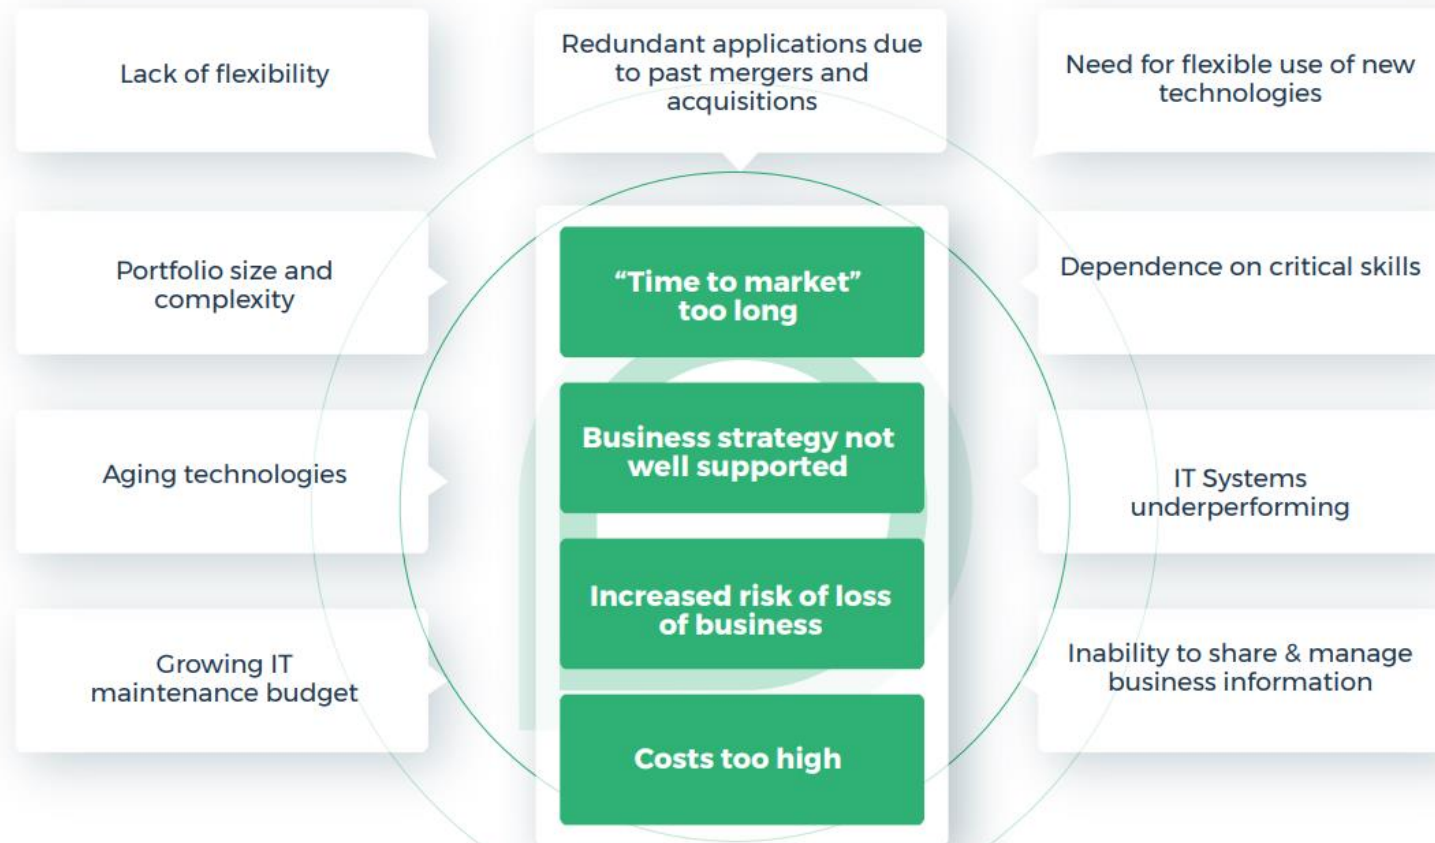 Lack of flexibility
Redundant applications due
to past mergers and
acquisitions
Need for flexible use of new
technologies
Portfolio size and
complexity
“Time to market”
too long
Dependence on critical skills
Business strategy not
well supported
Aging technologies
IT Systems
underperforming
Increased risk of loss
of business
Growing IT
maintenance budget
Inability to share & manage
business information
Costs too high